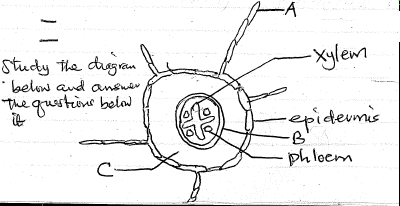 Study the diagram
below and answer
the questions below
it
A
Xylem
epidermis
B
phloem
C